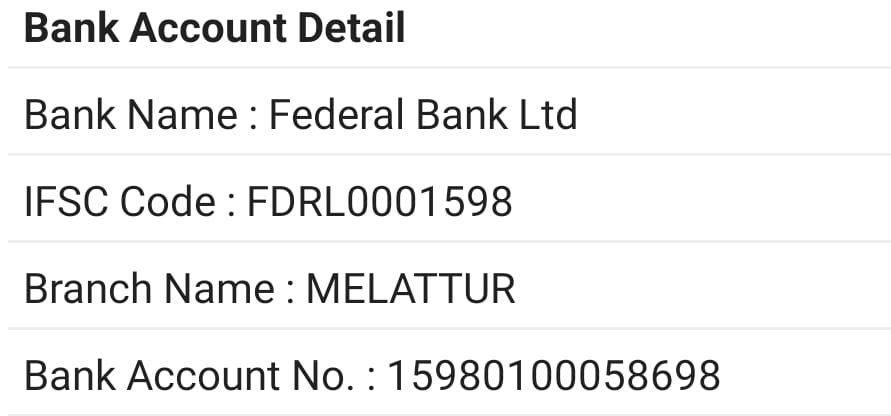 Bank Account Detail
Bank Name : Federal Bank Ltd
IFSC Code : FDRL0001598
Branch Name : MELATTUR
Bank Account No. : 15980100058698